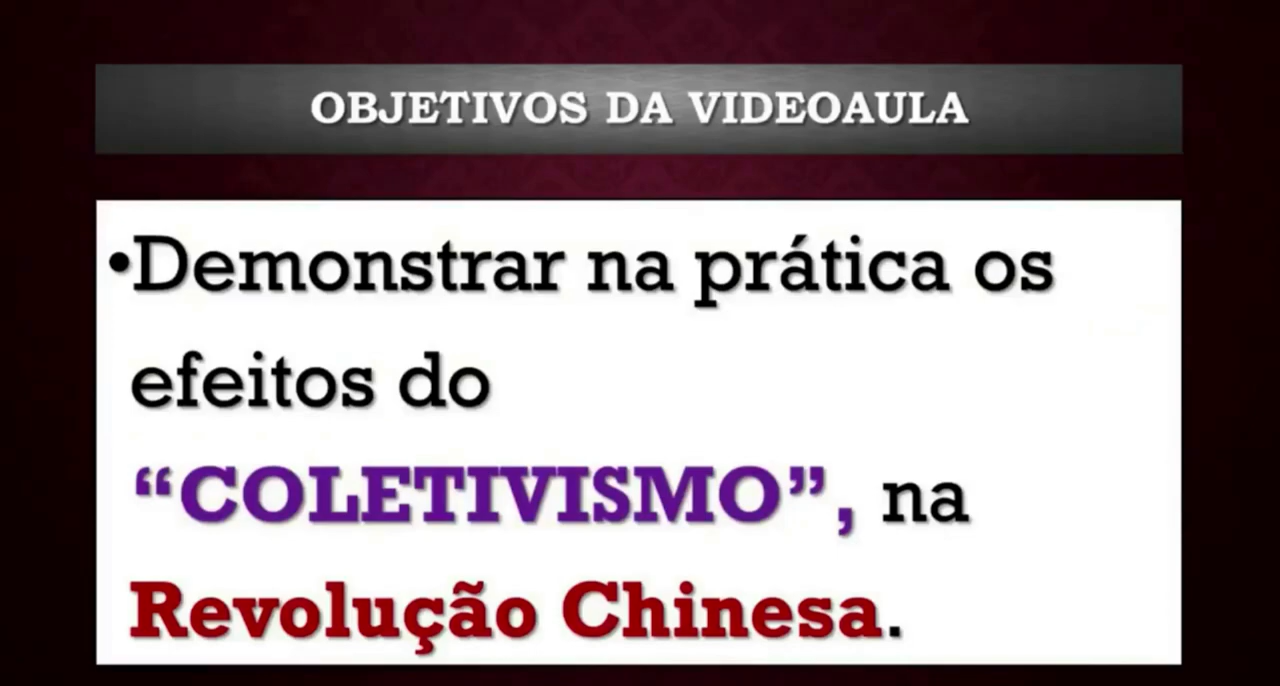 OBJETIVOS DA VIDEOAULA
•Demonstrar na prática os
efeitos do
“COLETIVISMO”, na
Revolução Chinesa.